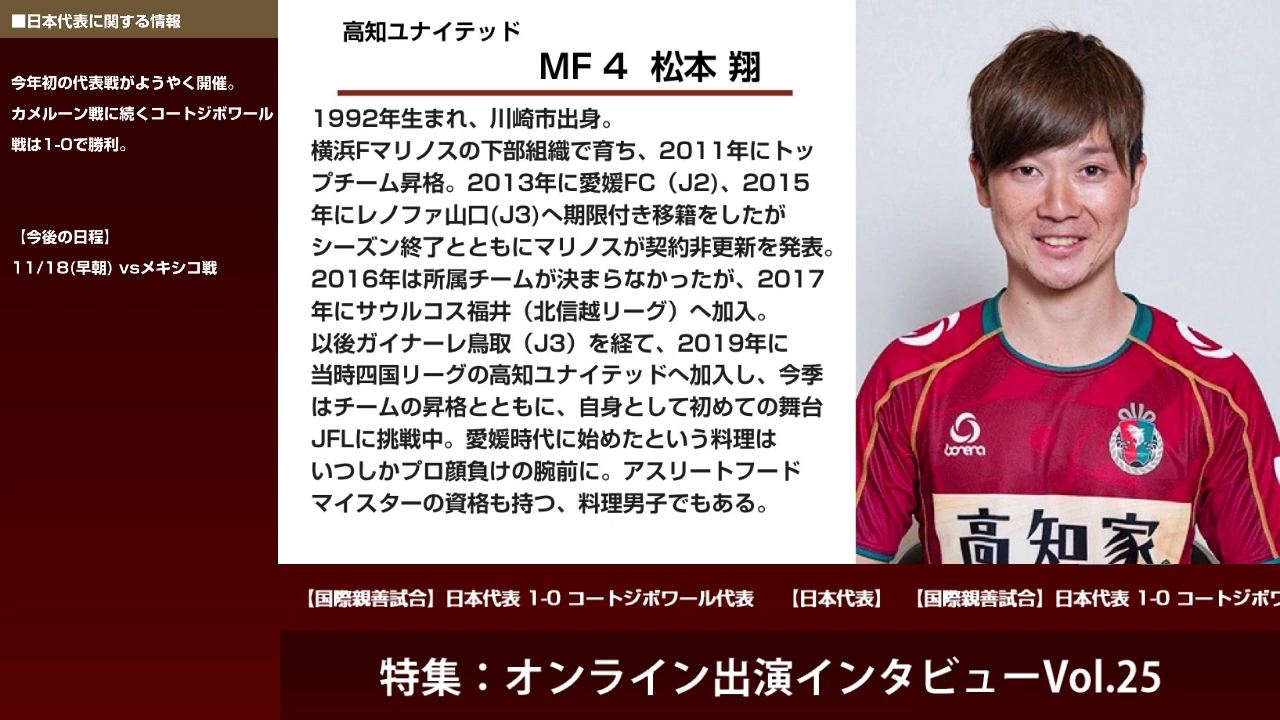 ■日本代表に関する情報
今年初の代表戦がようやく開催。
カメルーン戦に続くコートジボワール
戦は1-0で勝利。
【今後の日程】
11/18(早朝) vsメキシコ戦
高知ユナイテッド
MF 4 松本 翔
1992年生まれ、川崎市出身。
横浜Fマリノスの下部組織で育ち、2011年にトッ
プチーム昇格。2013年に愛媛FC（J2)、2015
年にレノファ山口(J3)へ期限付き移籍をしたが
シーズン終了とともにマリノスが契約非更新を発表。
2016年は所属チームが決まらなかったが、2017
年にサウルコス福井（北信越リーグ）へ加入。
以後ガイナーレ鳥取（J3）を経て、2019年に
当時四国リーグの高知ユナイテッドへ加入し、今季
はチームの昇格とともに、自身として初めての舞台
JFLに挑戦中。愛媛時代に始めたという料理は
いつしかプロ顔負けの腕前に。アスリートフード
マイスターの資格も持つ、料理男子でもある。
bonera
高知家
【国際親善試合】日本代表 1-0 コートジボワール代表 【日本代表】 【国際親善試合】日本代表 1-0 コートジボワ
特集：オンライン出演インタビューVol.25